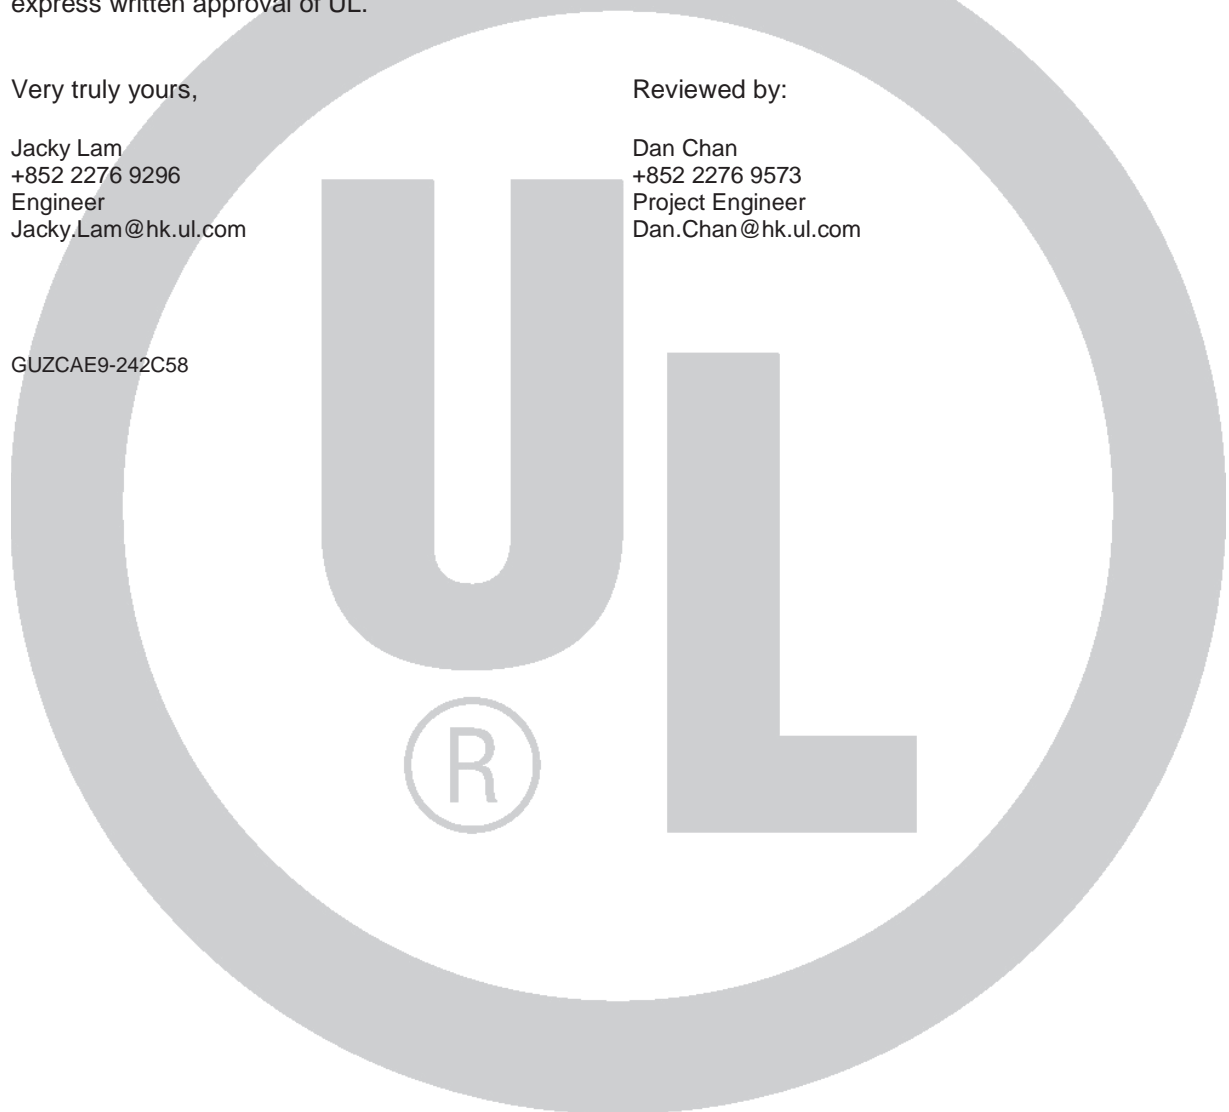 express written approval of UL.
Very truly yours,
Jacky Lam
+852 2276 9296
Engineer
Jacky.Lam@hk.ul.com
Reviewed by:
Dan Chan
+852 2276 9573
Project Engineer
Dan.Chan@hk.ul.com
GUZCAE9-242C58
UL
®